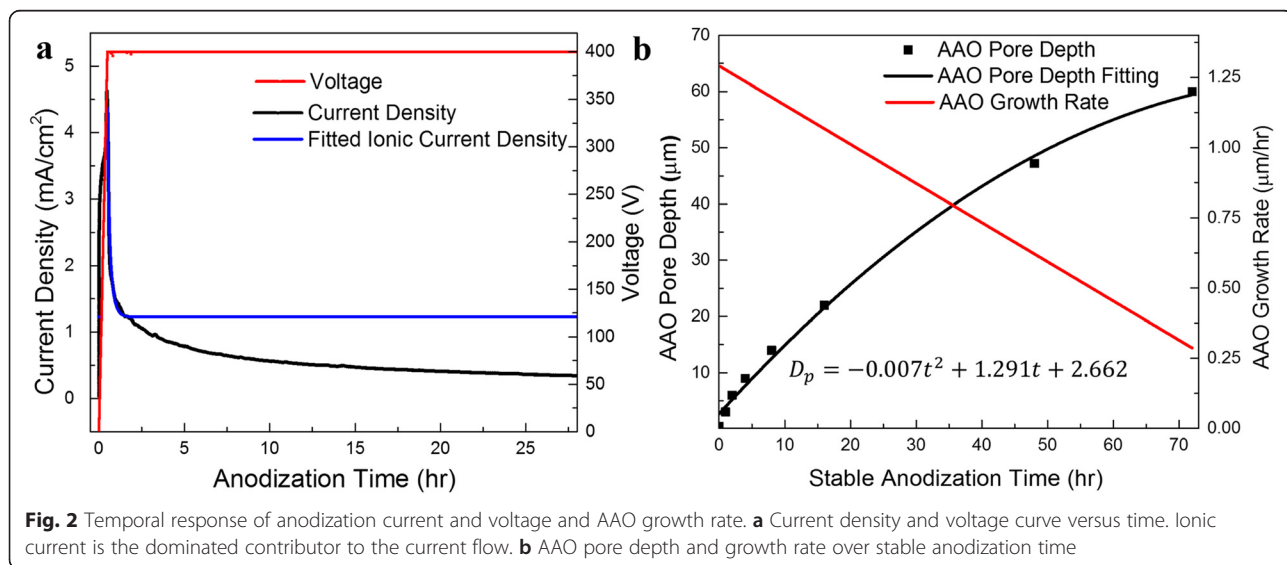 a
Voltage
Current Density
Fitted Ionic Current Density
Current Density (mA/cm²)
5
4
3
2
1
0
Voltage (V)
400
350
300
250
200
150
100
50
0
0 5 10 15 20 25
Anodization Time (hr)
b
AAO Pore Depth
AAO Pore Depth Fitting
AAO Growth Rate
AAO Pore Depth (μm)
70
60
50
40
30
20
10
AAO Growth Rate (μm/hr)
1.25
1.00
0.75
0.50
0.25
0.00
Dₚ = −0.007t² + 1.291t + 2.662
0 10 20 30 40 50 60 70
Stable Anodization Time (hr)
Fig. 2 Temporal response of anodization current and voltage and AAO growth rate. a Current density and voltage curve versus time. Ionic
current is the dominated contributor to the current flow. b AAO pore depth and growth rate over stable anodization time